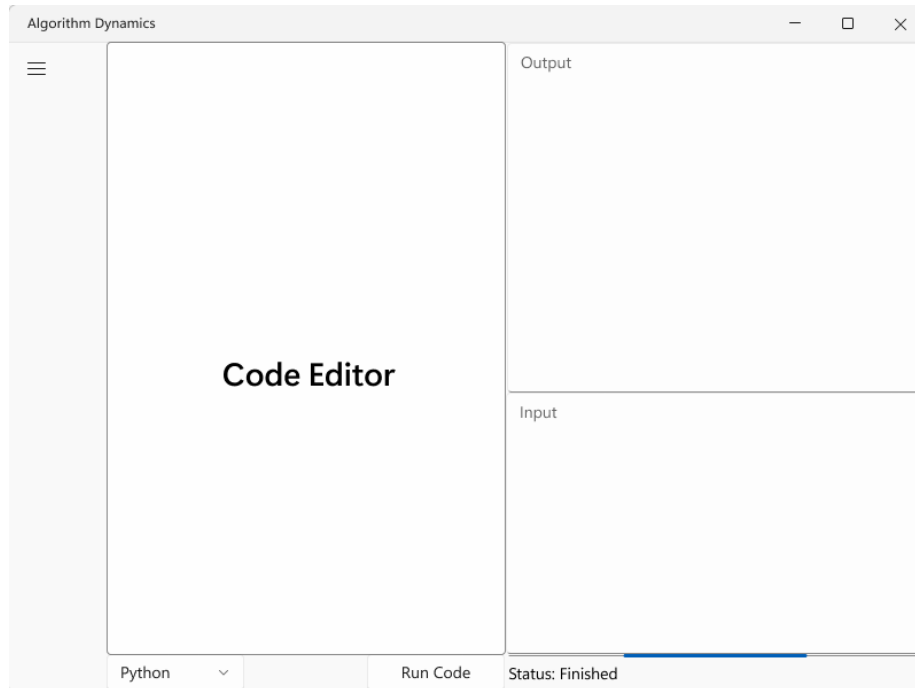 Algorithm Dynamics
Output
Code Editor
Input
Python
Run Code
Status: Finished